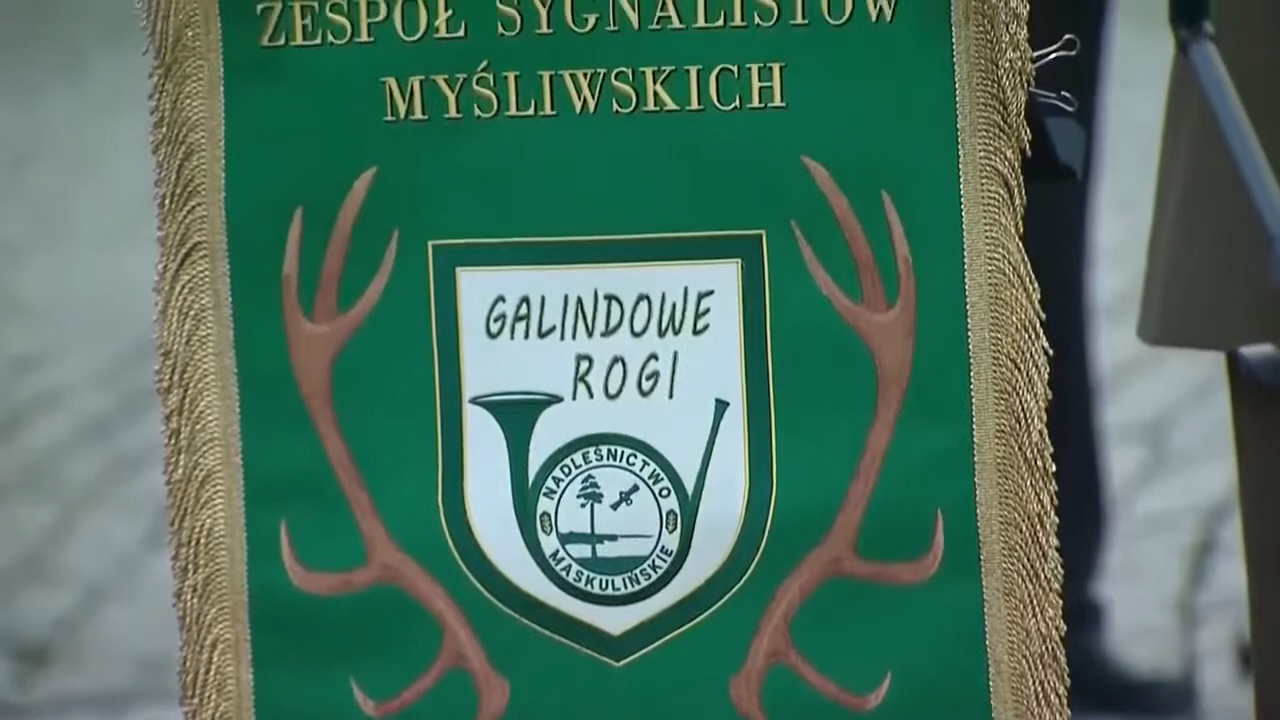 ZESPÓŁ SYGNALISTÓW
MYŚLIWSKICH
GALINDOWE
ROGI
NADLEŚNICTWO
MASKULIŃSKIE